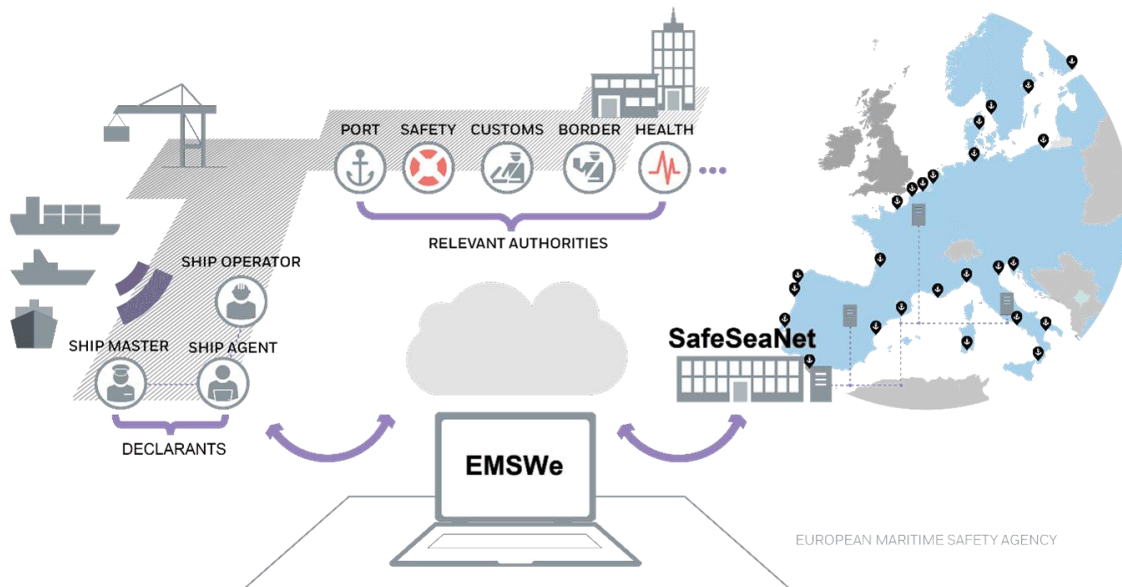 PORT SAFETY CUSTOMS BORDER HEALTH
RELEVANT AUTHORITIES
SHIP OPERATOR
SHIP MASTER SHIP AGENT
DECLARANTS
EMSWe
SafeSeaNet
EUROPEAN MARITIME SAFETY AGENCY